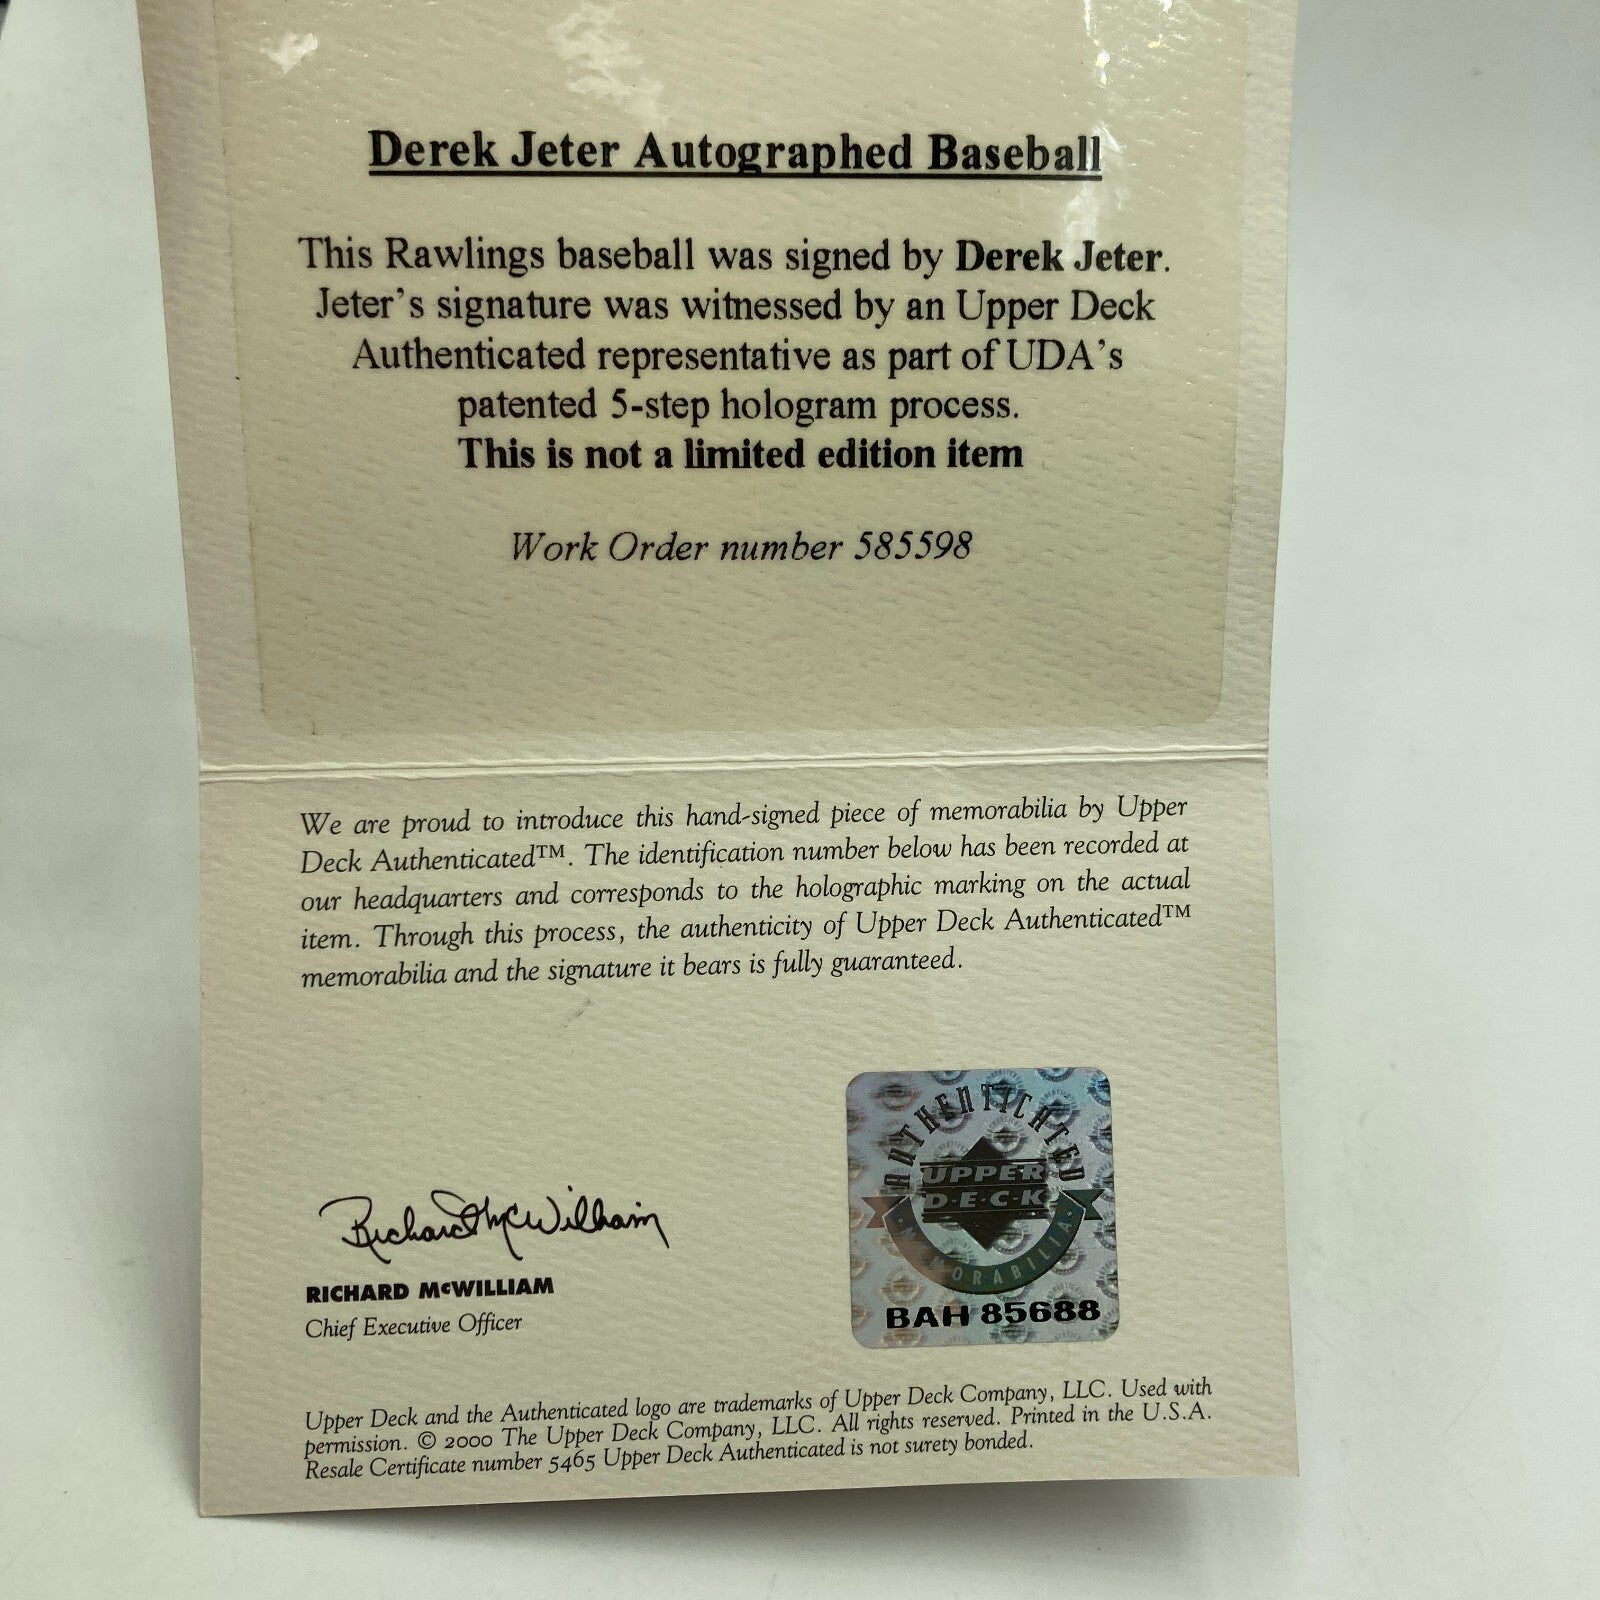 Derek Jeter Autographed Baseball
This Rawlings baseball was signed by Derek Jeter.
Jeter's signature was witnessed by an Upper Deck
Authenticated representative as part of UDA's
patented 5-step hologram process.
This is not a limited edition item
Work Order number 585598
We are proud to introduce this hand-signed piece of memorabilia by Upper
Deck Authenticated™. The identification number below has been recorded at
our headquarters and corresponds to the holographic marking on the actual
item. Through this process, the authenticity of Upper Deck Authenticated™
memorabilia and the signature it bears is fully guaranteed.
Richard McWilliam
RICHARD McWILLIAM
Chief Executive Officer
AUTHENTICATED
UPPER
D·E·C·K
MEMORABILIA
BAH 85688
Upper Deck and the Authenticated logo are trademarks of Upper Deck Company, LLC. Used with
permission. © 2000 The Upper Deck Company, LLC. All rights reserved. Printed in the U.S.A.
Resale Certificate number 5465 Upper Deck Authenticated is not surety bonded.